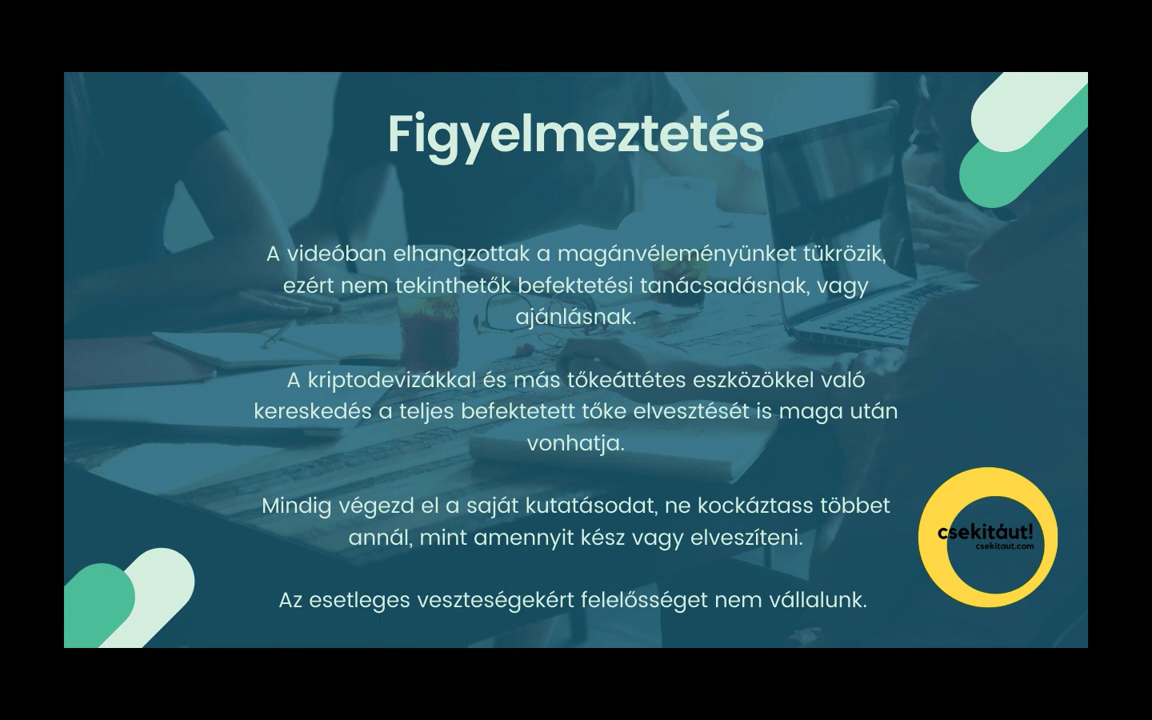 Figyelmeztetés
A videóban elhangzottak a magánvéleményünket tükrözik,
ezért nem tekinthetők befektetési tanácsadásnak, vagy
ajánlásnak.
A kriptodevizákkal és más tőkeáttétes eszközökkel való
kereskedés a teljes befektetett tőke elvesztését is maga után
vonhatja.
Mindig végezd el a saját kutatásodat, ne kockáztass többet
annál, mint amennyit kész vagy elveszíteni.
Az esetleges veszteségekért felelősséget nem vállalunk.
csekitáut!
csekitaut.com